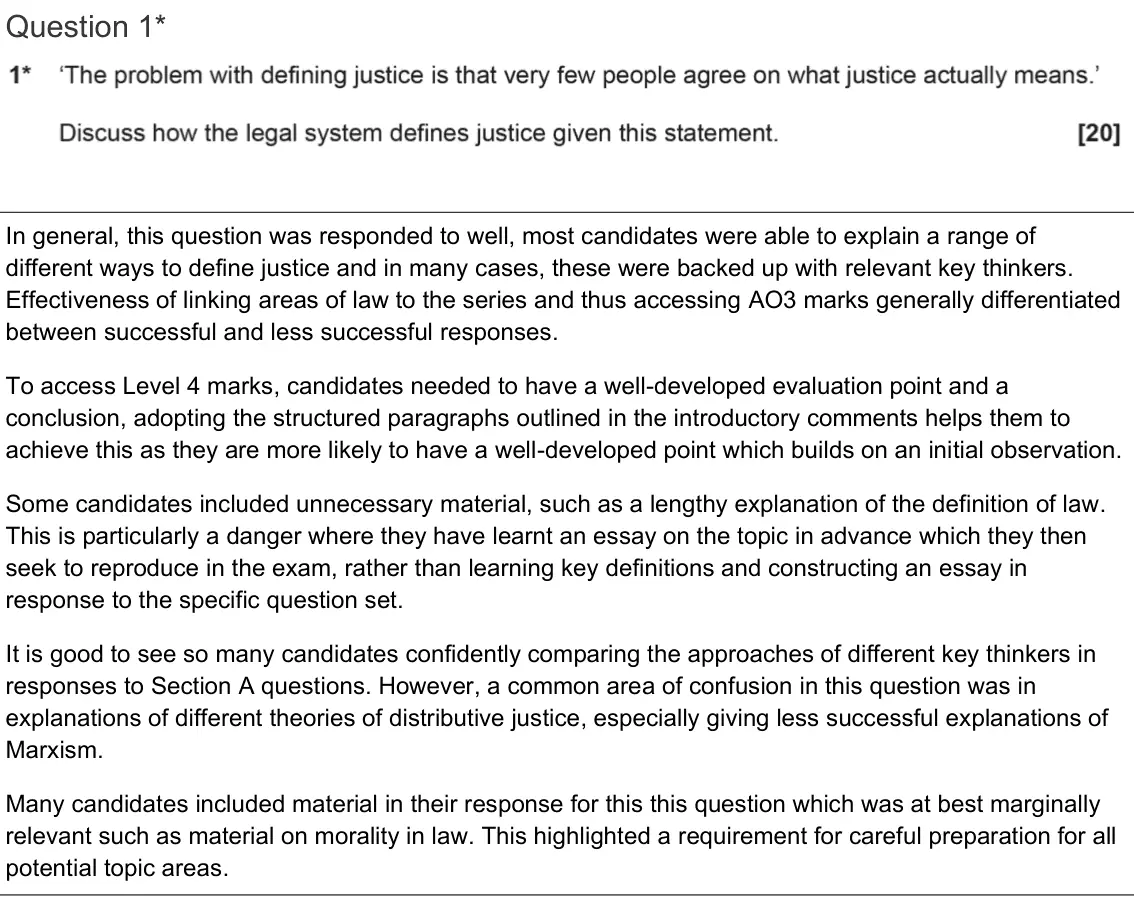 Question 1*
1* ‘The problem with defining justice is that very few people agree on what justice actually means.’
Discuss how the legal system defines justice given this statement. [20]
In general, this question was responded to well, most candidates were able to explain a range of
different ways to define justice and in many cases, these were backed up with relevant key thinkers.
Effectiveness of linking areas of law to the series and thus accessing AO3 marks generally differentiated
between successful and less successful responses.
To access Level 4 marks, candidates needed to have a well-developed evaluation point and a
conclusion, adopting the structured paragraphs outlined in the introductory comments helps them to
achieve this as they are more likely to have a well-developed point which builds on an initial observation.
Some candidates included unnecessary material, such as a lengthy explanation of the definition of law.
This is particularly a danger where they have learnt an essay on the topic in advance which they then
seek to reproduce in the exam, rather than learning key definitions and constructing an essay in
response to the specific question set.
It is good to see so many candidates confidently comparing the approaches of different key thinkers in
responses to Section A questions. However, a common area of confusion in this question was in
explanations of different theories of distributive justice, especially giving less successful explanations of
Marxism.
Many candidates included material in their response for this this question which was at best marginally
relevant such as material on morality in law. This highlighted a requirement for careful preparation for all
potential topic areas.